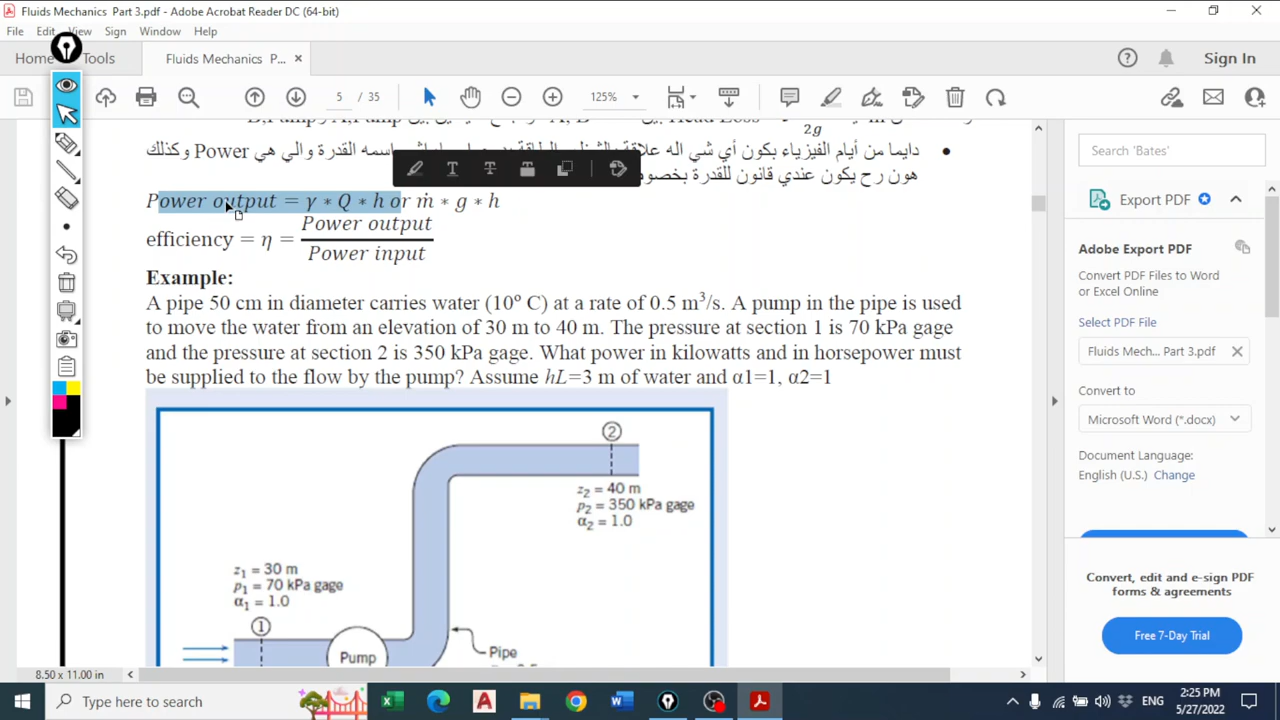 Fluids Mechanics Part 3.pdf - Adobe Acrobat Reader DC (64-bit)
File Edit View Sign Window Help
Home Tools Fluids Mechanics P... × Sign In
5 / 35 125%
Head Loss
2g
دايما من أيام الفيزياء بكون أي شي اله علاقة
اسمه القدرة والي هي Power وكذلك
هون رح يكون عندي قانون للقدرة
Power output = γ ∗ Q ∗ h or ṁ ∗ g ∗ h
efficiency = η = Power output / Power input
Example:
A pipe 50 cm in diameter carries water (10º C) at a rate of 0.5 m³/s. A pump in the pipe is used
to move the water from an elevation of 30 m to 40 m. The pressure at section 1 is 70 kPa gage
and the pressure at section 2 is 350 kPa gage. What power in kilowatts and in horsepower must
be supplied to the flow by the pump? Assume hL=3 m of water and α1=1, α2=1
2
z₂ = 40 m
p₂ = 350 kPa gage
α₂ = 1.0
z₁ = 30 m
p₁ = 70 kPa gage
α₁ = 1.0
1
Pump
Pipe
8.50 x 11.00 in
Search 'Bates'
Export PDF
Adobe Export PDF
Convert PDF Files to Word
or Excel Online
Select PDF File
Fluids Mech... Part 3.pdf
Convert to
Microsoft Word (*.docx)
Document Language:
English (U.S.) Change
Convert, edit and e-sign PDF
forms & agreements
Free 7-Day Trial
Type here to search
ENG
2:25 PM
5/27/2022